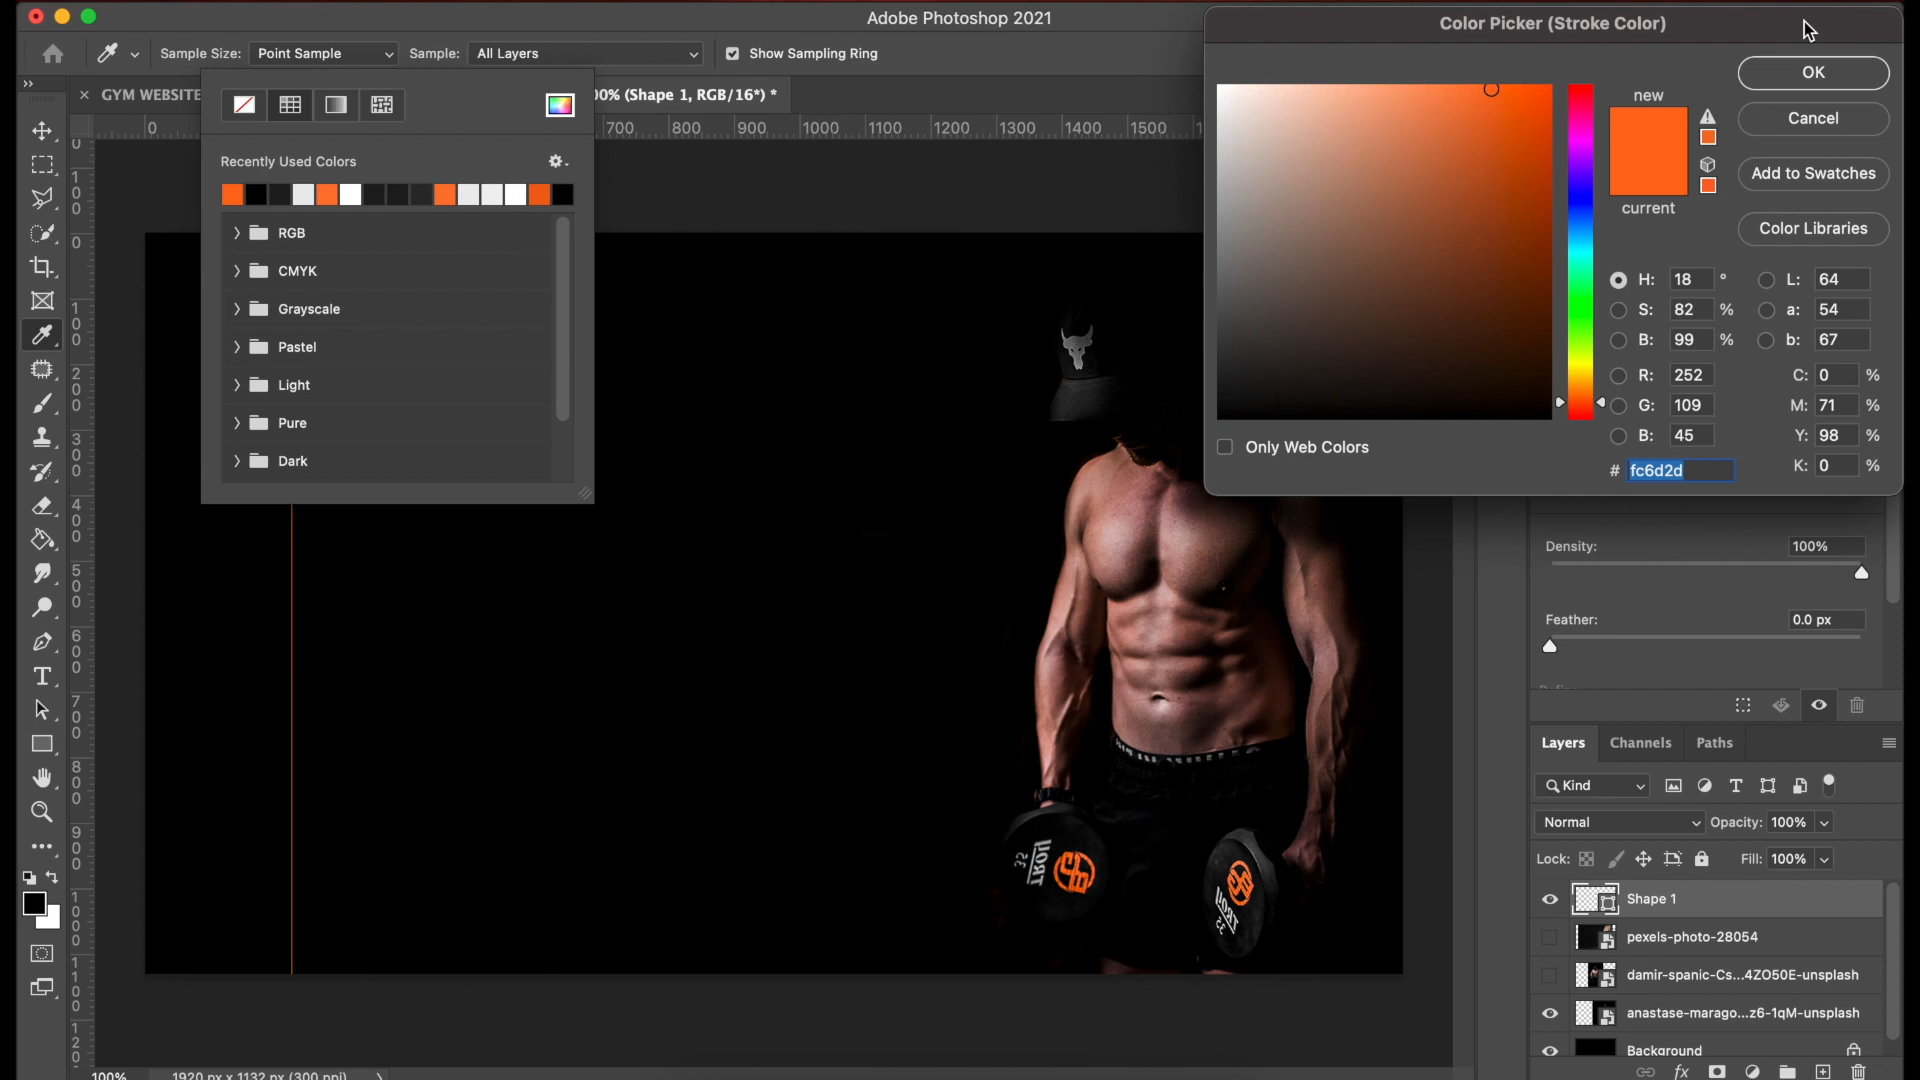 Adobe Photoshop 2021
Color Picker (Stroke Color)
Sample Size: Point Sample
Sample: All Layers
Show Sampling Ring
OK
GYM WEBSITE
00% (Shape 1, RGB/16*) *
new
Cancel
0
700 800 900 1000 1100 1200 1300 1400 1500
Recently Used Colors
Add to Swatches
current
Color Libraries
RGB
CMYK
Grayscale
Pastel
Light
Pure
Dark
H: 18 °
L: 64
S: 82 %
a: 54
B: 99 %
b: 67
R: 252
C: 0 %
G: 109
M: 71 %
B: 45
Y: 98 %
Only Web Colors
# fc6d2d
K: 0 %
Density: 100%
Feather: 0.0 px
Layers
Channels
Paths
Kind
Normal
Opacity: 100%
Lock:
Fill: 100%
Shape 1
pexels-photo-28054
damir-spanic-Cs...4ZO50E-unsplash
anastase-marago...z6-1qM-unsplash
Background
100%
1920 px x 1132 px (300 ppi)